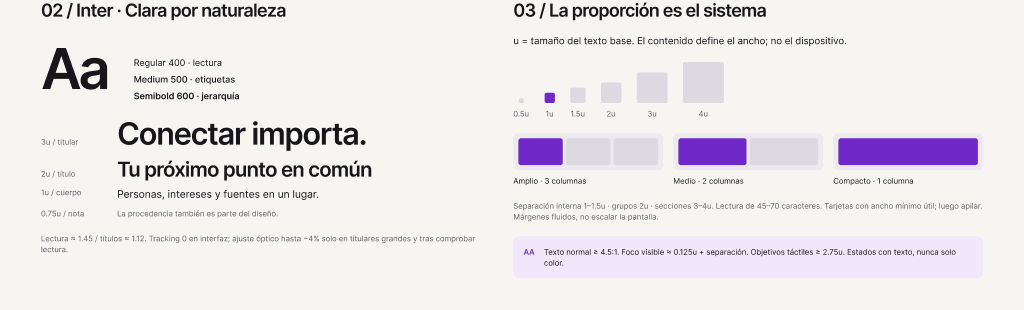 02 / Inter · Clara por naturaleza
Aa
Regular 400 · lectura
Medium 500 · etiquetas
Semibold 600 · jerarquía
3u / titular
Conectar importa.
2u / título
Tu próximo punto en común
1u / cuerpo
Personas, intereses y fuentes en un lugar.
0.75u / nota
La procedencia también es parte del diseño.
Lectura ≈ 1.45 / títulos ≈ 1.12. Tracking 0 en interfaz; ajuste óptico hasta −4% solo en titulares grandes y tras comprobar
lectura.
03 / La proporción es el sistema
u = tamaño del texto base. El contenido define el ancho; no el dispositivo.
0.5u
1u
1.5u
2u
3u
4u
Amplio · 3 columnas
Medio · 2 columnas
Compacto · 1 columna
Separación interna 1–1.5u · grupos 2u · secciones 3–4u. Lectura de 45–70 caracteres. Tarjetas con ancho mínimo útil; luego apilar.
Márgenes fluidos, no escalar la pantalla.
AA
Texto normal ≥ 4.5:1. Foco visible ≈ 0.125u + separación. Objetivos táctiles ≥ 2.75u. Estados con texto, nunca solo
color.